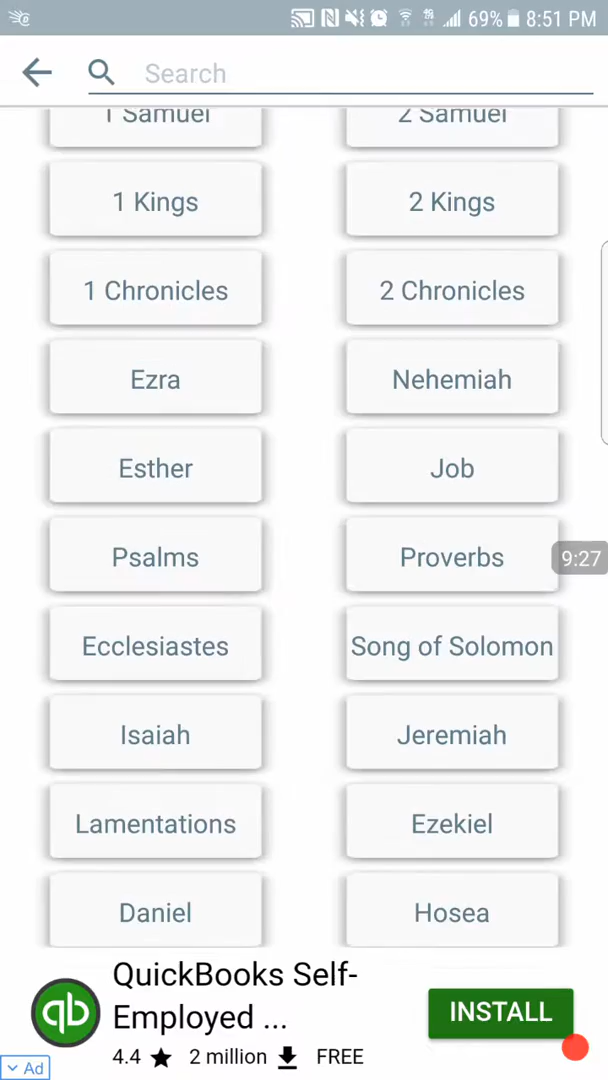 69% 8:51 PM
Search
1 Samuel 2 Samuel
1 Kings 2 Kings
1 Chronicles 2 Chronicles
Ezra Nehemiah
Esther Job
Psalms Proverbs
9:27
Ecclesiastes Song of Solomon
Isaiah Jeremiah
Lamentations Ezekiel
Daniel Hosea
QuickBooks Self-
Employed ...
qb
INSTALL
4.4 2 million FREE
Ad